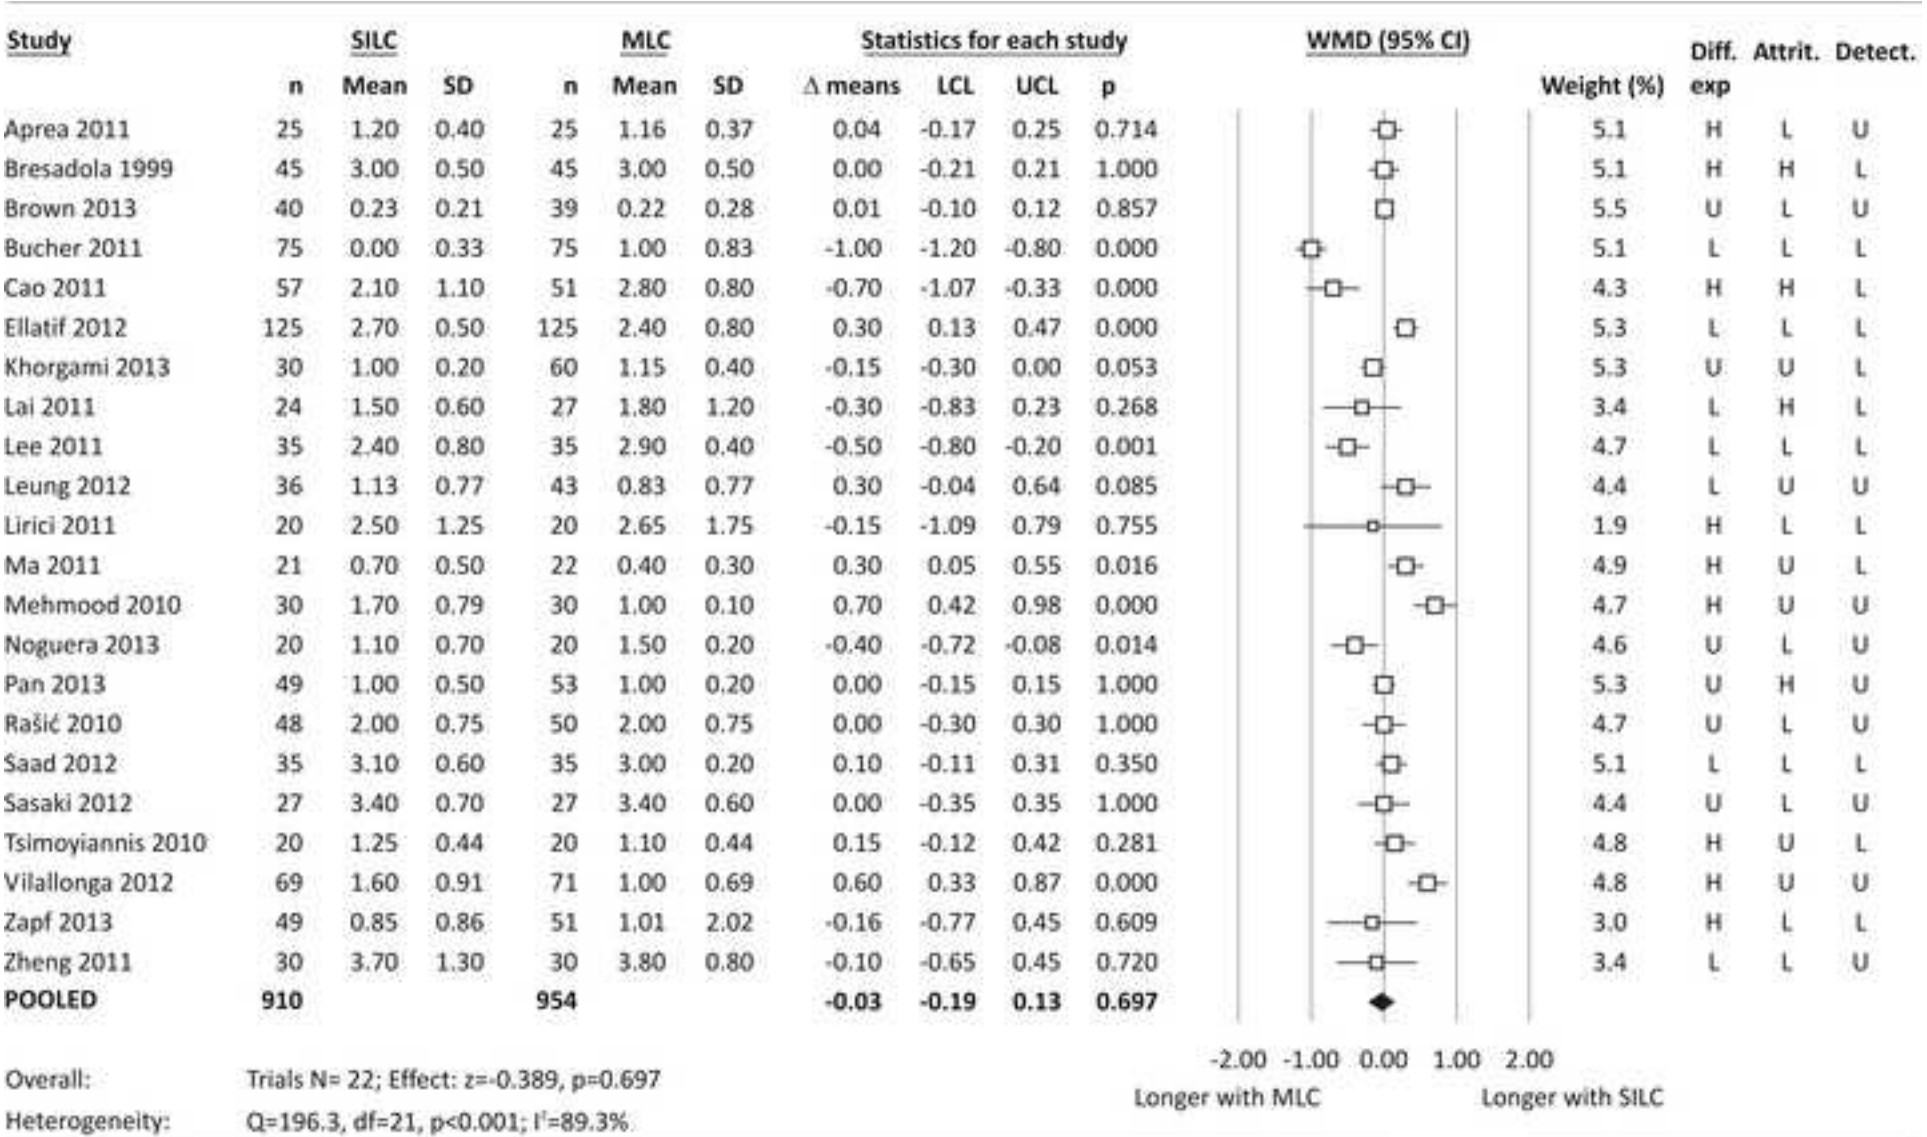 Study SILC MLC Statistics for each study WMD (95% CI) Diff. Attrit. Detect.
n Mean SD n Mean SD Δ means LCL UCL p Weight (%) exp
Aprea 2011 25 1.20 0.40 25 1.16 0.37 0.04 -0.17 0.25 0.714 5.1 H L U
Bresadola 1999 45 3.00 0.50 45 3.00 0.50 0.00 -0.21 0.21 1.000 5.1 H H L
Brown 2013 40 0.23 0.21 39 0.22 0.28 0.01 -0.10 0.12 0.857 5.5 U L U
Bucher 2011 75 0.00 0.33 75 1.00 0.83 -1.00 -1.20 -0.80 0.000 5.1 L L L
Cao 2011 57 2.10 1.10 51 2.80 0.80 -0.70 -1.07 -0.33 0.000 4.3 H H L
Ellatif 2012 125 2.70 0.50 125 2.40 0.80 0.30 0.13 0.47 0.000 5.3 L L L
Khorgami 2013 30 1.00 0.20 60 1.15 0.40 -0.15 -0.30 0.00 0.053 5.3 U U L
Lai 2011 24 1.50 0.60 27 1.80 1.20 -0.30 -0.83 0.23 0.268 3.4 L H L
Lee 2011 35 2.40 0.80 35 2.90 0.40 -0.50 -0.80 -0.20 0.001 4.7 L L L
Leung 2012 36 1.13 0.77 43 0.83 0.77 0.30 -0.04 0.64 0.085 4.4 L U U
Lirici 2011 20 2.50 1.25 20 2.65 1.75 -0.15 -1.09 0.79 0.755 1.9 H L L
Ma 2011 21 0.70 0.50 22 0.40 0.30 0.30 0.05 0.55 0.016 4.9 H U L
Mehmood 2010 30 1.70 0.79 30 1.00 0.10 0.70 0.42 0.98 0.000 4.7 H U U
Noguera 2013 20 1.10 0.70 20 1.50 0.20 -0.40 -0.72 -0.08 0.014 4.6 U L U
Pan 2013 49 1.00 0.50 53 1.00 0.20 0.00 -0.15 0.15 1.000 5.3 U H U
Rašić 2010 48 2.00 0.75 50 2.00 0.75 0.00 -0.30 0.30 1.000 4.7 U L U
Saad 2012 35 3.10 0.60 35 3.00 0.20 0.10 -0.11 0.31 0.350 5.1 L L L
Sasaki 2012 27 3.40 0.70 27 3.40 0.60 0.00 -0.35 0.35 1.000 4.4 U L U
Tsimoyiannis 2010 20 1.25 0.44 20 1.10 0.44 0.15 -0.12 0.42 0.281 4.8 H U L
Vilallonga 2012 69 1.60 0.91 71 1.00 0.69 0.60 0.33 0.87 0.000 4.8 H U U
Zapf 2013 49 0.85 0.86 51 1.01 2.02 -0.16 -0.77 0.45 0.609 3.0 H L L
Zheng 2011 30 3.70 1.30 30 3.80 0.80 -0.10 -0.65 0.45 0.720 3.4 L L U
POOLED 910 954 -0.03 -0.19 0.13 0.697
-2.00 -1.00 0.00 1.00 2.00
Longer with MLC Longer with SILC
Overall: Trials N= 22; Effect: z=-0.389, p=0.697
Heterogeneity: Q=196.3, df=21, p<0.001; I²=89.3%